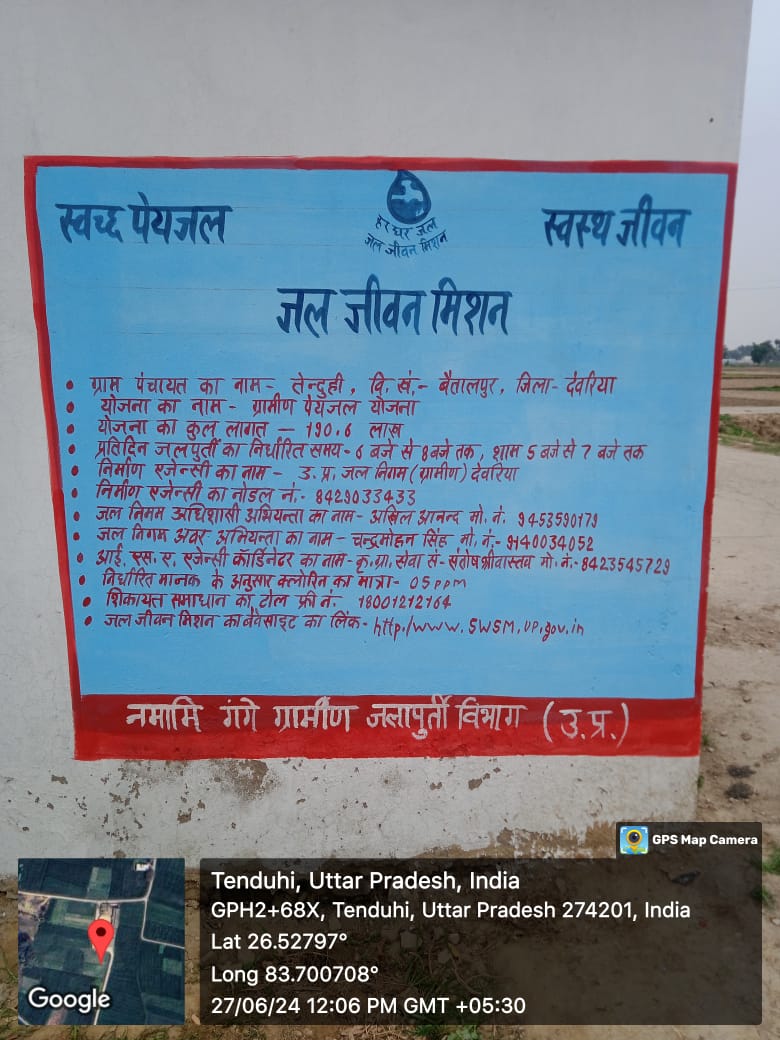 स्वच्छ पेयजल
हर घर जल
जल जीवन मिशन
स्वस्थ जीवन
जल जीवन मिशन
• ग्राम पंचायत का नाम- तेन्दुही, वि. खं.- बैतालपुर, जिला- देवरिया
• योजना का नाम - ग्रामीण पेयजल योजना
• योजना का कुल लागत - 190.6 लाख
• प्रतिदिन जलपुर्ती का निर्धारित समय- 6 बजे से 8 बजे तक, शाम 5 बजे से 7 बजे तक
• निर्माण एजेन्सी का नाम - उ. प्र. जल निगम (ग्रामीण) देवरिया
• निर्माण एजेन्सी का नोडल नं.- 8429033433
• जल निगम अधिशासी अभियन्ता का नाम- अखिल आनन्द मो. नं. 9453590179
• जल निगम अवर-अभियन्ता का नाम- चन्द्रमोहन सिंह मो. नं.- 9140034052
• आई. एस. ए. एजेन्सी कॉर्डिनेटर का नाम- कृ. ग्रा. सेवा सं- संतोष श्रीवास्तव मो. नं.- 8423545729
• निर्धारित मानक के अनुसार क्लोरिन का मात्रा- 05 ppm
• शिकायत समाधान का टोल फ्री नं. 18001212164
• जल जीवन मिशन का वेवसाइट का लिंक- http./www.swsm.up.gov.in
नमामि गंगे ग्रामीण जलापुर्ती विभाग (उ.प्र.)
GPS Map Camera
Tenduhi, Uttar Pradesh, India
GPH2+68X, Tenduhi, Uttar Pradesh 274201, India
Lat 26.52797°
Long 83.700708°
27/06/24 12:06 PM GMT +05:30
Google